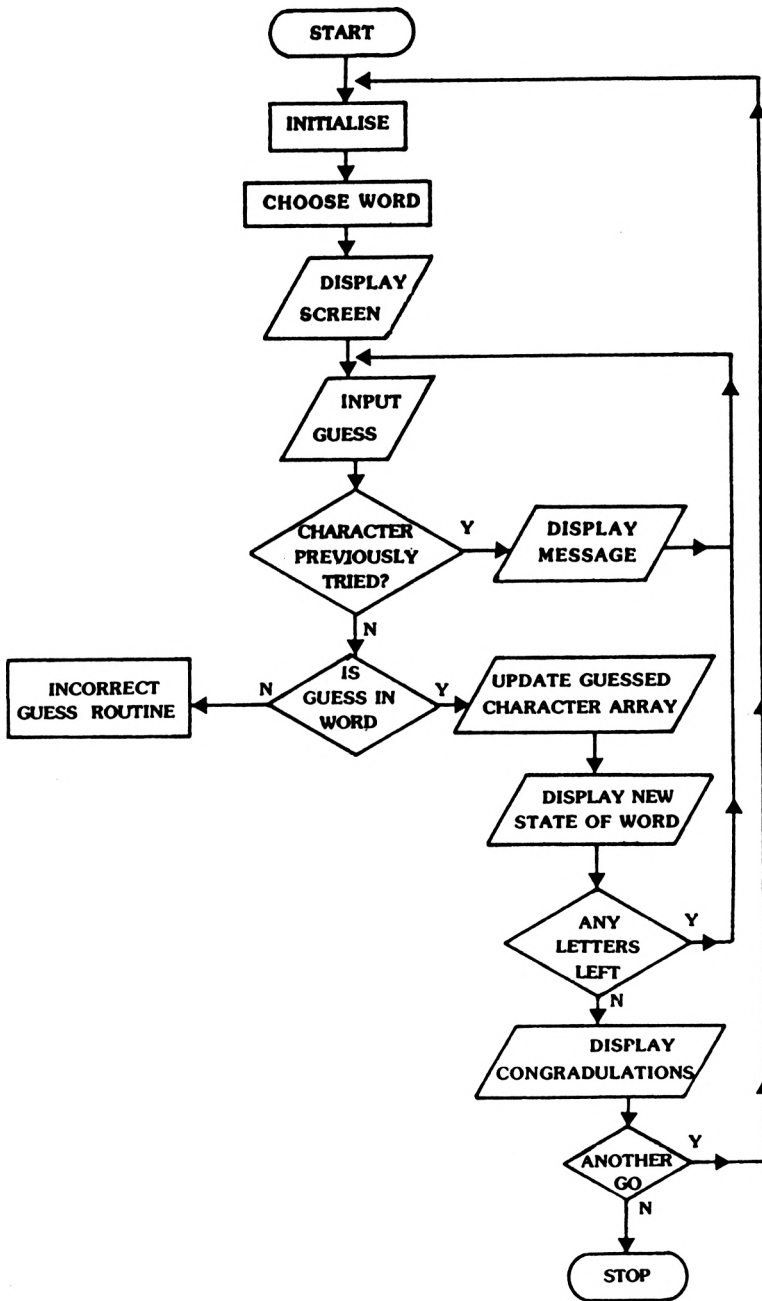 START
INITIALISE
CHOOSE WORD
DISPLAY
SCREEN
INPUT
GUESS
CHARACTER
PREVIOUSLY
TRIED?
Y
DISPLAY
MESSAGE
N
IS
GUESS IN
WORD
N
INCORRECT
GUESS ROUTINE
Y
UPDATE GUESSED
CHARACTER ARRAY
DISPLAY NEW
STATE OF WORD
ANY
LETTERS
LEFT
Y
N
DISPLAY
CONGRADULATIONS
ANOTHER
GO
Y
N
STOP